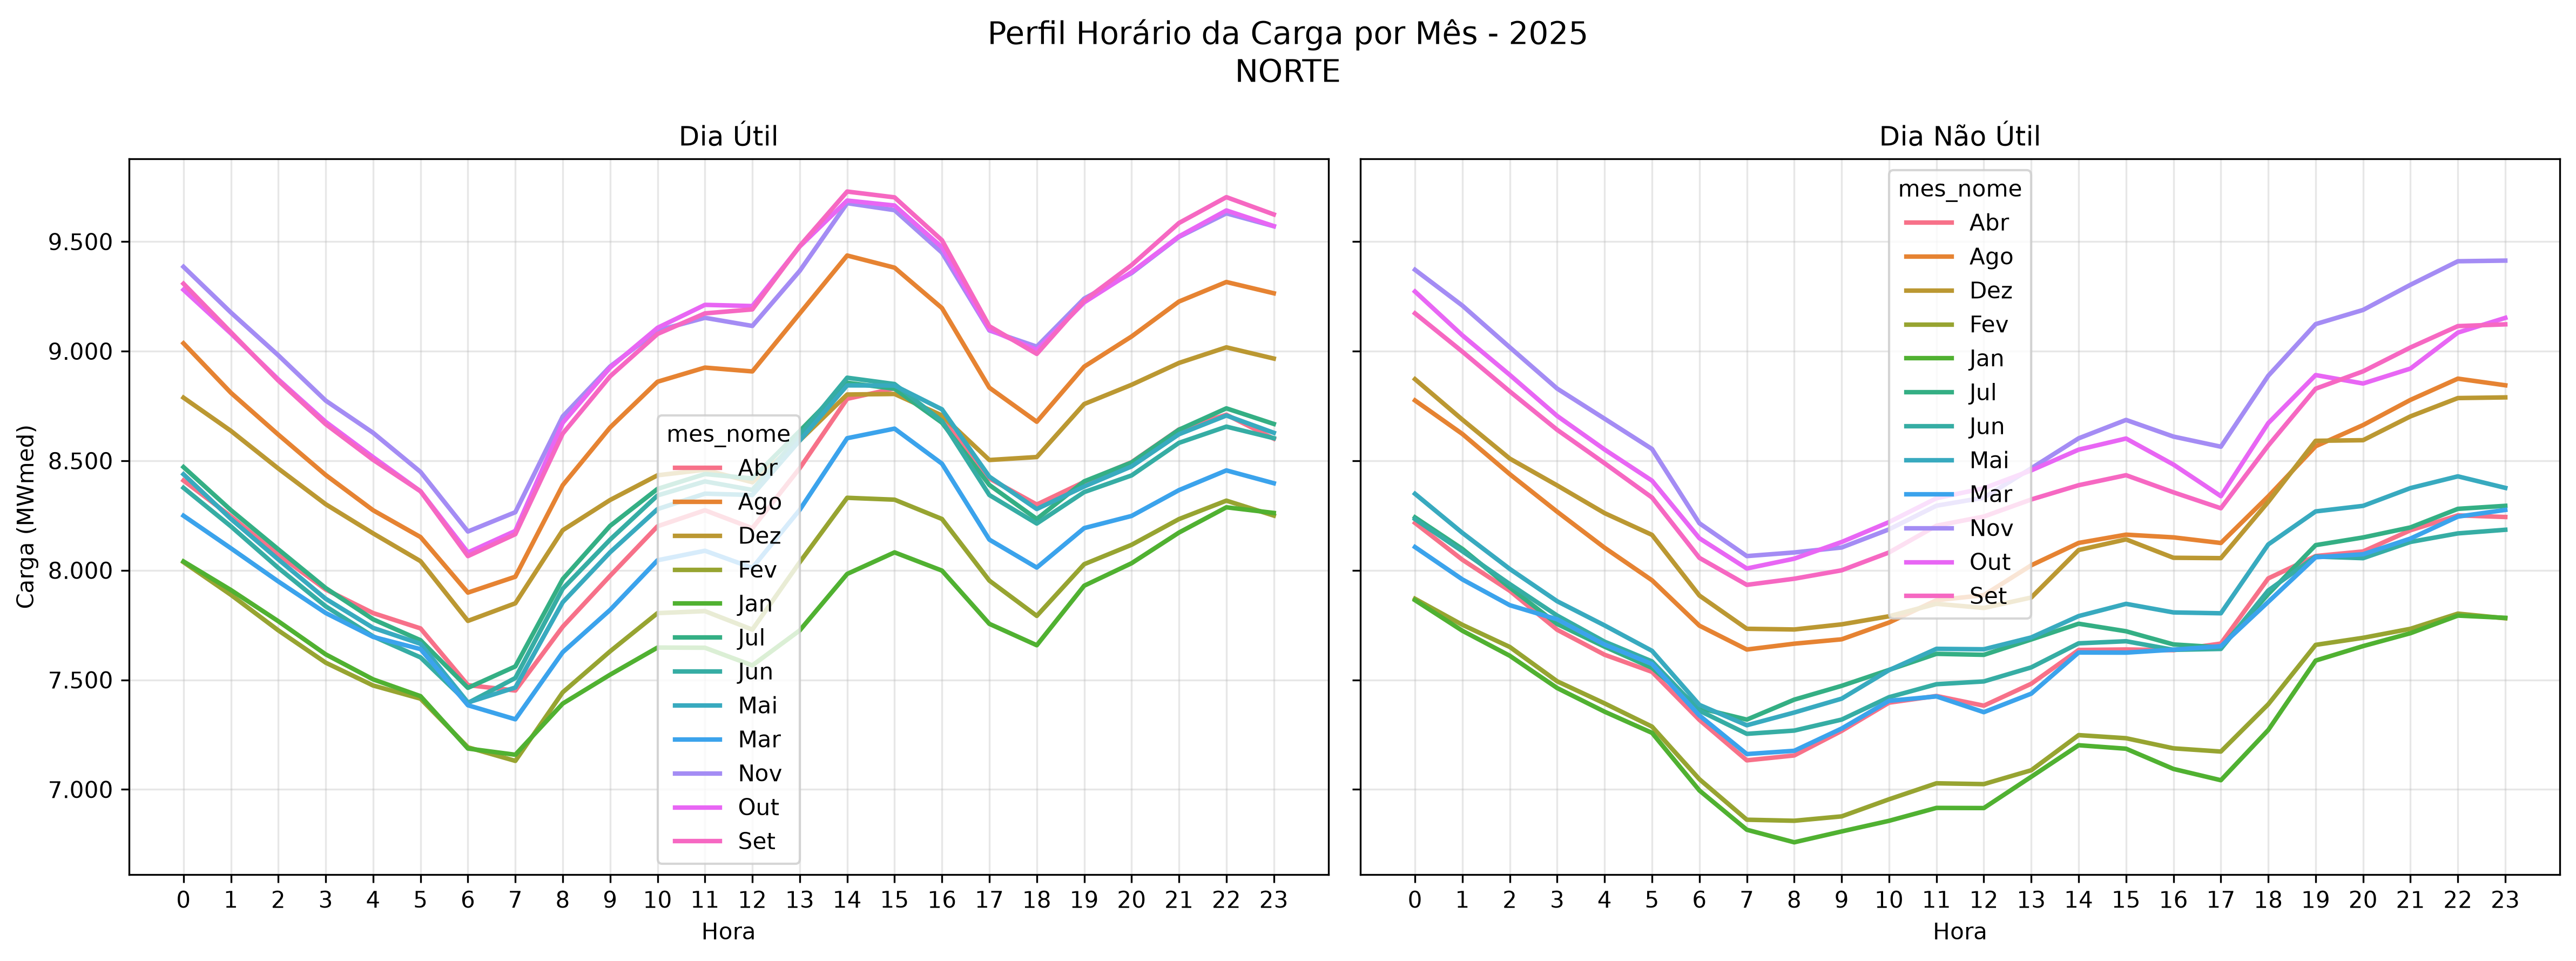 Perfil Horário da Carga por Mês - 2025
NORTE
Dia Útil
Carga (MWmed)
9.500
9.000
8.500
8.000
7.500
7.000
mes_nome
Abr
Ago
Dez
Fev
Jan
Jul
Jun
Mai
Mar
Nov
Out
Set
0 1 2 3 4 5 6 7 8 9 10 11 12 13 14 15 16 17 18 19 20 21 22 23
Hora
Dia Não Útil
mes_nome
Abr
Ago
Dez
Fev
Jan
Jul
Jun
Mai
Mar
Nov
Out
Set
0 1 2 3 4 5 6 7 8 9 10 11 12 13 14 15 16 17 18 19 20 21 22 23
Hora